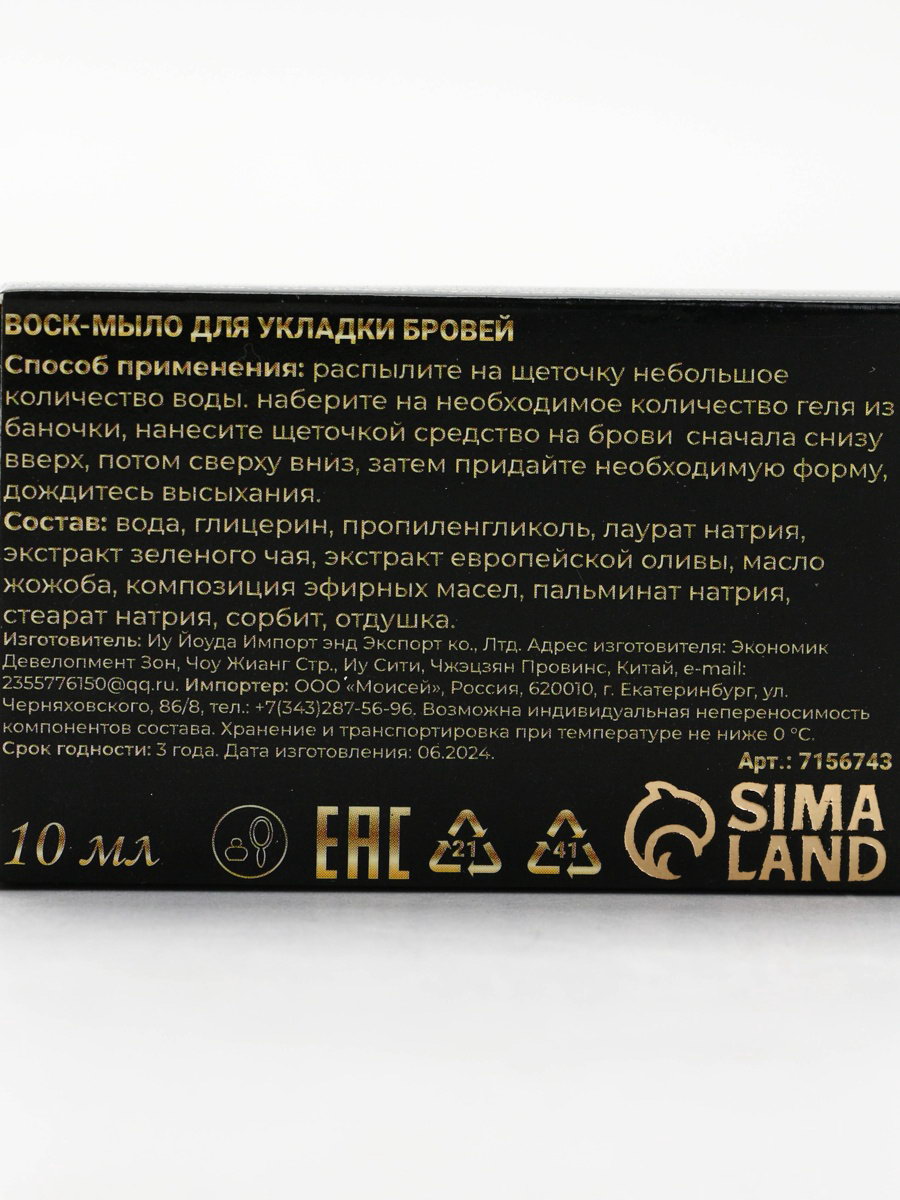 ВОСК-МЫЛО ДЛЯ УКЛАДКИ БРОВЕЙ
Способ применения: распылите на щеточку небольшое
количество воды. наберите на необходимое количество геля из
баночки, нанесите щеточкой средство на брови сначала снизу
вверх, потом сверху вниз, затем придайте необходимую форму,
дождитесь высыхания.
Состав: вода, глицерин, пропиленгликоль, лаурат натрия,
экстракт зеленого чая, экстракт европейской оливы, масло
жожоба, композиция эфирных масел, пальминат натрия,
стеарат натрия, сорбит, отдушка.
Изготовитель: Иу Йоуда Импорт энд Экспорт ко., Лтд. Адрес изготовителя: Экономик
Девелопмент Зон, Чоу Жианг Стр., Иу Сити, Чжэцзян Провинс, Китай, e-mail:
2355776150@qq.ru. Импортер: ООО «Моисей», Россия, 620010, г. Екатеринбург, ул.
Черняховского, 86/8, тел.: +7(343)287-56-96. Возможна индивидуальная непереносимость
компонентов состава. Хранение и транспортировка при температуре не ниже 0 °С.
Срок годности: 3 года. Дата изготовления: 06.2024.
Арт.: 7156743
10 мл
EAC
21
41
SIMA
LAND